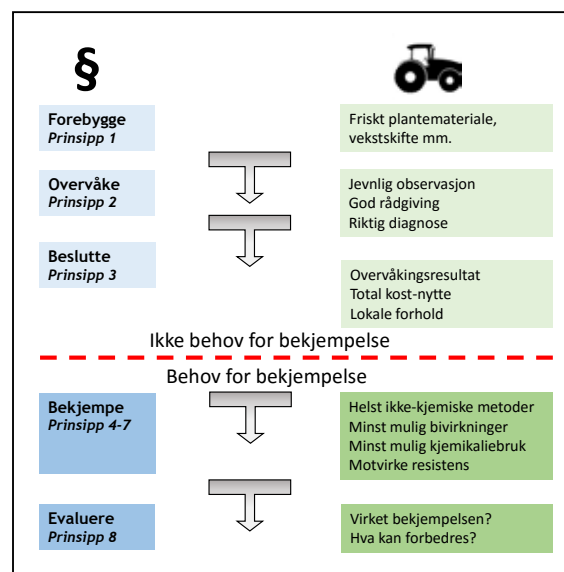 §
Forebygge
Prinsipp 1
Friskt plantemateriale,
vekstskifte mm.
Overvåke
Prinsipp 2
Jevnlig observasjon
God rådgiving
Riktig diagnose
Beslutte
Prinsipp 3
Overvåkingsresultat
Total kost-nytte
Lokale forhold
Ikke behov for bekjempelse
Behov for bekjempelse
Bekjempe
Prinsipp 4-7
Helst ikke-kjemiske metoder
Minst mulig bivirkninger
Minst mulig kjemikaliebruk
Motvirke resistens
Evaluere
Prinsipp 8
Virket bekjempelsen?
Hva kan forbedres?